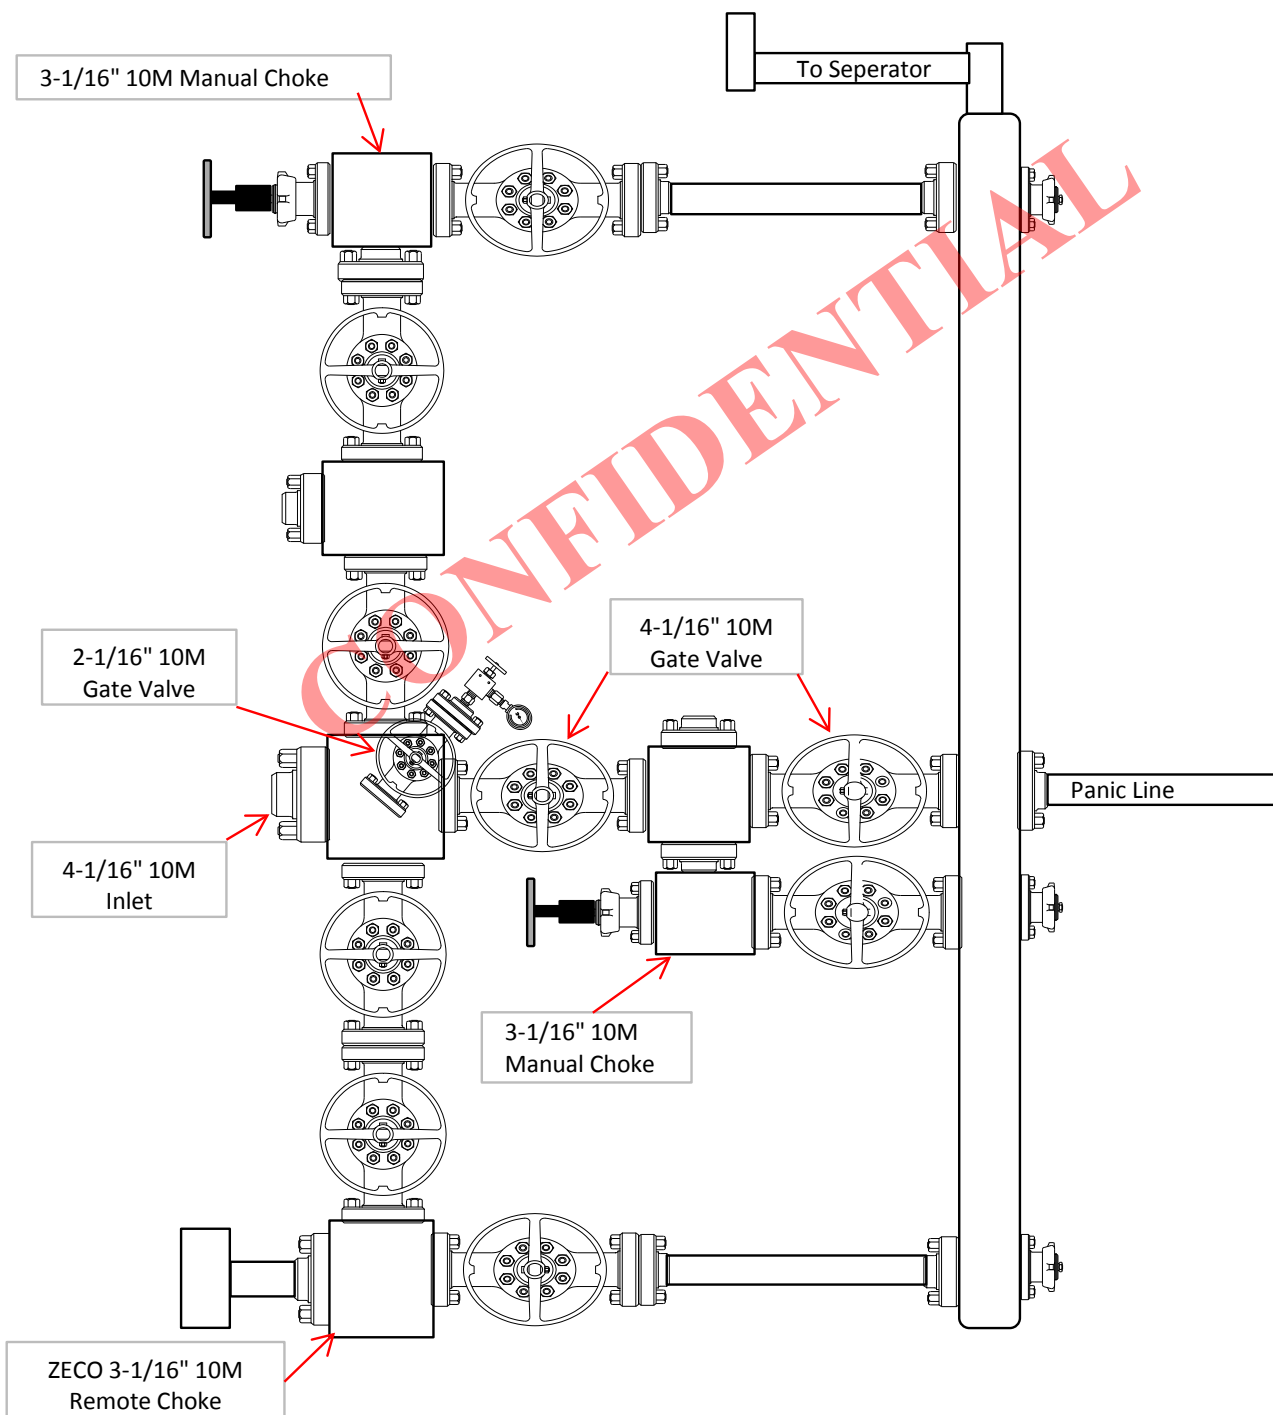 To Seperator
3-1/16" 10M Manual Choke
CONFIDENTIAL
4-1/16" 10M
Gate Valve
2-1/16" 10M
Gate Valve
Panic Line
4-1/16" 10M
Inlet
3-1/16" 10M
Manual Choke
ZECO 3-1/16" 10M
Remote Choke